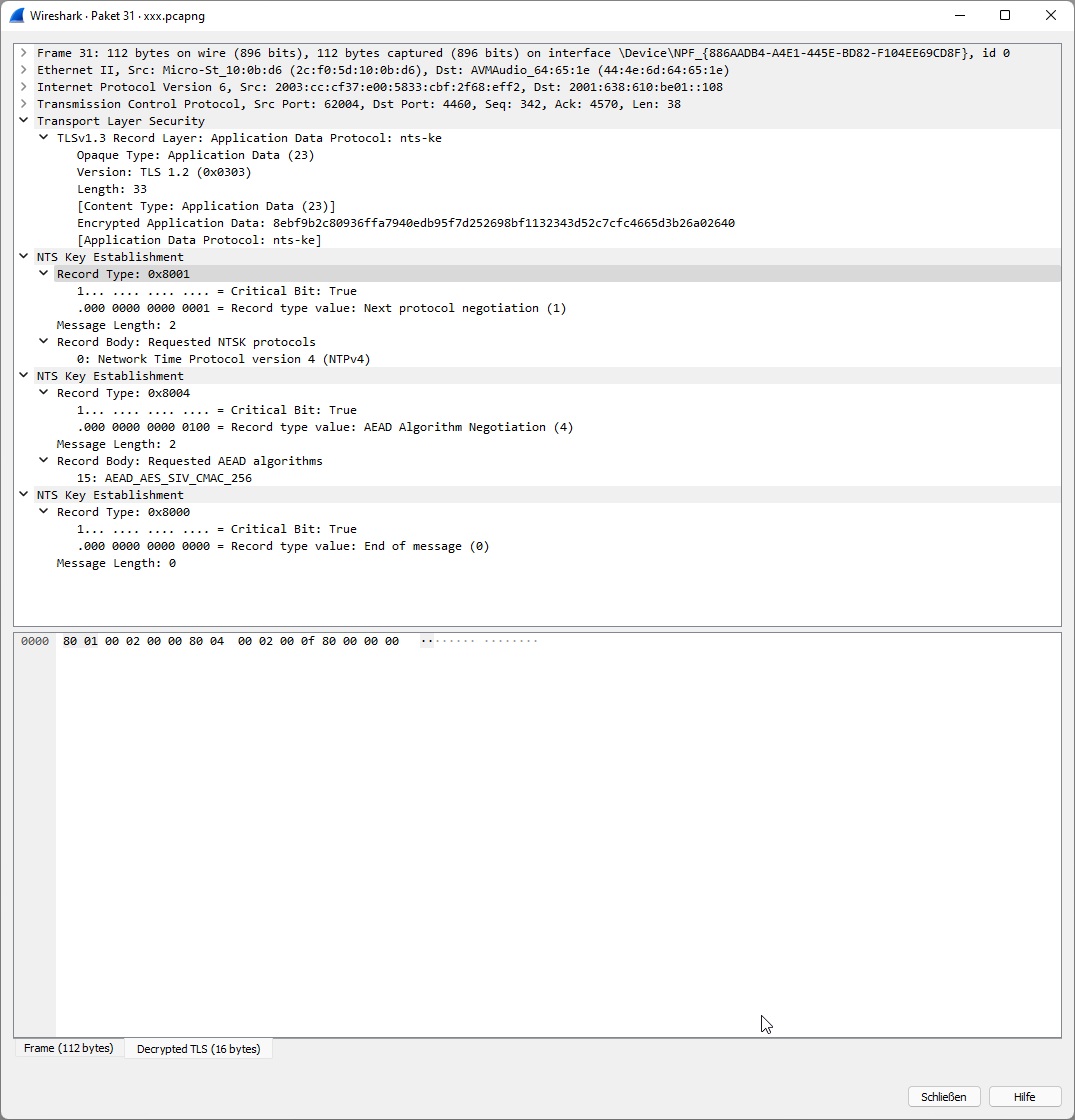 Wireshark · Paket 31 · xxx.pcapng
Frame 31: 112 bytes on wire (896 bits), 112 bytes captured (896 bits) on interface \Device\NPF_{886AADB4-A4E1-445E-BD82-F104EE69CD8F}, id 0
Ethernet II, Src: Micro-St_10:0b:d6 (2c:f0:5d:10:0b:d6), Dst: AVMAudio_64:65:1e (44:4e:6d:64:65:1e)
Internet Protocol Version 6, Src: 2003:cc:cf37:e00:5833:cbf:2f68:eff2, Dst: 2001:638:610:be01::108
Transmission Control Protocol, Src Port: 62004, Dst Port: 4460, Seq: 342, Ack: 4570, Len: 38
Transport Layer Security
TLSv1.3 Record Layer: Application Data Protocol: nts-ke
Opaque Type: Application Data (23)
Version: TLS 1.2 (0x0303)
Length: 33
[Content Type: Application Data (23)]
Encrypted Application Data: 8ebf9b2c80936ffa7940edb95f7d252698bf1132343d52c7cfc4665d3b26a02640
[Application Data Protocol: nts-ke]
NTS Key Establishment
Record Type: 0x8001
1... .... .... .... = Critical Bit: True
.000 0000 0000 0001 = Record type value: Next protocol negotiation (1)
Message Length: 2
Record Body: Requested NTSK protocols
0: Network Time Protocol version 4 (NTPv4)
NTS Key Establishment
Record Type: 0x8004
1... .... .... .... = Critical Bit: True
.000 0000 0000 0100 = Record type value: AEAD Algorithm Negotiation (4)
Message Length: 2
Record Body: Requested AEAD algorithms
15: AEAD_AES_SIV_CMAC_256
NTS Key Establishment
Record Type: 0x8000
1... .... .... .... = Critical Bit: True
.000 0000 0000 0000 = Record type value: End of message (0)
Message Length: 0
0000 80 01 00 02 00 00 80 04 00 02 00 0f 80 00 00 00 ········ ········
Frame (112 bytes) Decrypted TLS (16 bytes)
Schließen Hilfe